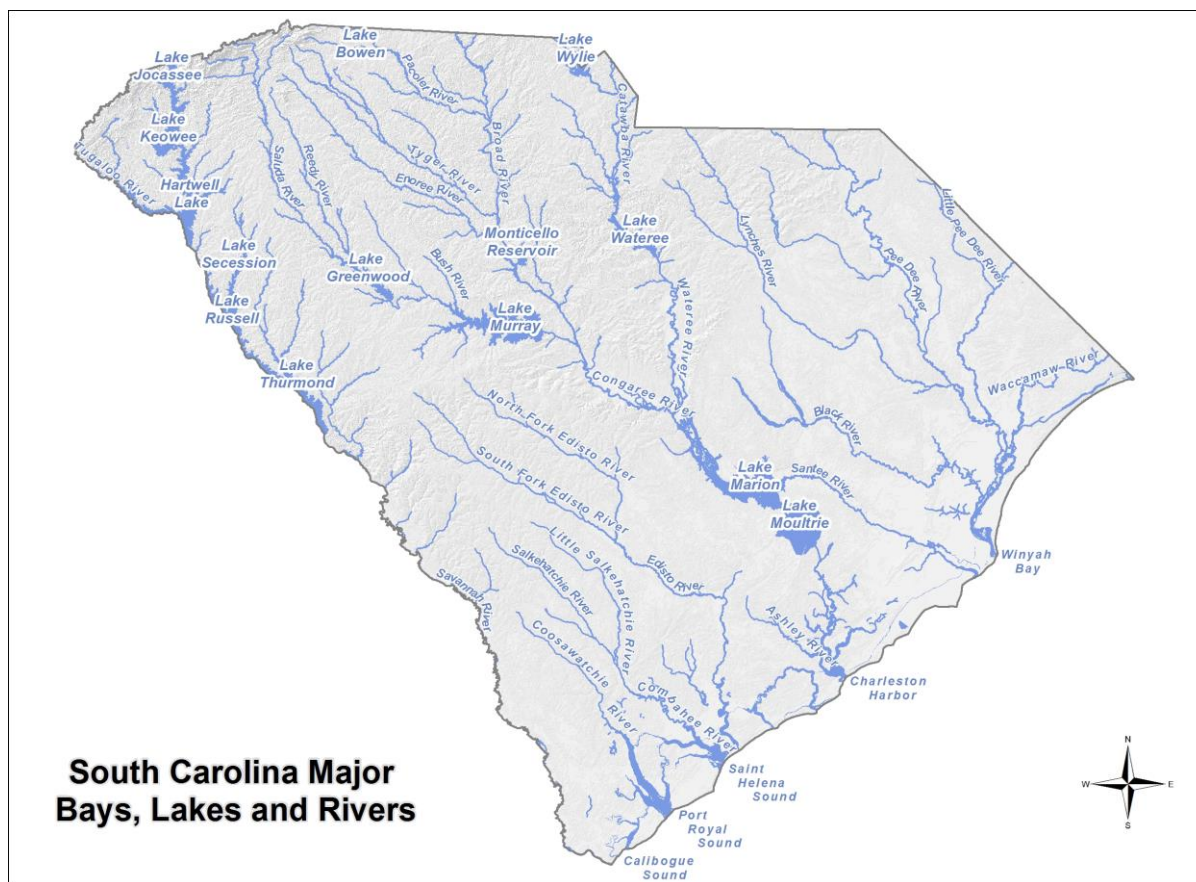 Lake
Bowen
Lake
Wylie
Lake
Jocassee
Pacolet River
Catawba River
Lake
Keowee
Broad River
Tugaloo River
Saluda River
Reedy River
Tyger River
Enoree River
Hartwell
Lake
Little Pee Dee River
Lynches River
Pee Dee River
Monticello
Reservoir
Lake
Wateree
Lake
Secession
Lake
Greenwood
Bush River
Wateree River
Lake
Russell
Lake
Murray
Lake
Thurmond
Waccamaw River
Congaree River
North Fork Edisto River
Black River
South Fork Edisto River
Lake
Marion
Santee River
Lake
Moultrie
Little Salkehatchie River
Salkehatchie River
Edisto River
Winyah
Bay
Savannah River
Ashley River
Coosawatchie
River
Combahee River
Charleston
Harbor
South Carolina Major
Bays, Lakes and Rivers
Saint
Helena
Sound
Port
Royal
Sound
Calibogue
Sound
N
W
E
S